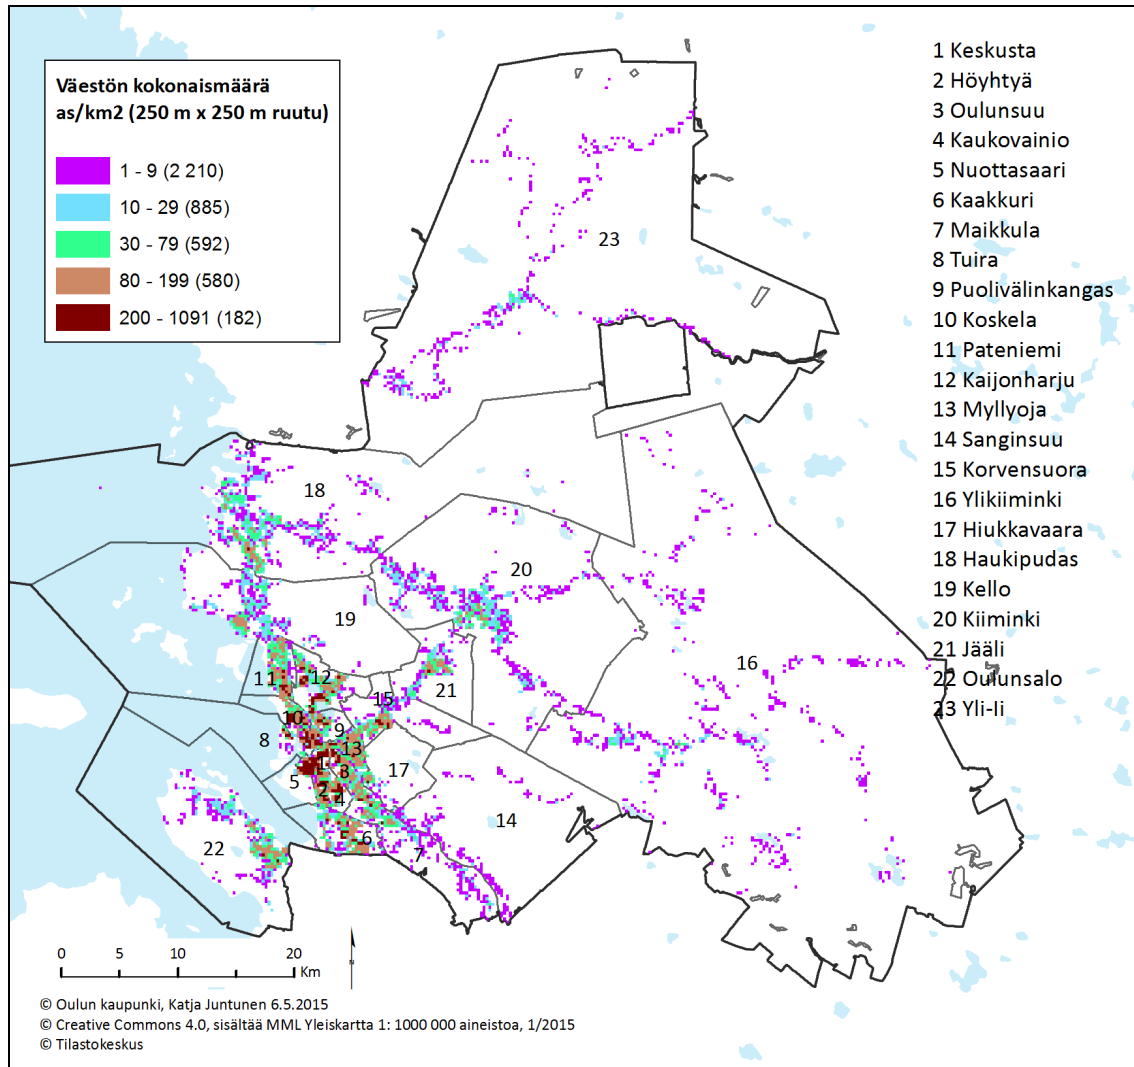 Väestön kokonaismäärä
as/km2 (250 m x 250 m ruutu)
1 - 9 (2 210)
10 - 29 (885)
30 - 79 (592)
80 - 199 (580)
200 - 1091 (182)
1 Keskusta
2 Höyhtyä
3 Oulunsuu
4 Kaukovainio
5 Nuottasaari
6 Kaakkuri
7 Maikkula
8 Tuira
9 Puolivälinkangas
10 Koskela
11 Pateniemi
12 Kaijonharju
13 Myllyoja
14 Sanginsuu
15 Korvensuora
16 Ylikiiminki
17 Hiukkavaara
18 Haukipudas
19 Kello
20 Kiiminki
21 Jääli
22 Oulunsalo
23 Yli-Ii
23
18
20
19
16
11
12
21
15
10
9
8
13
1
17
3
5
2
4
14
6
7
22
0 5 10 20
Km
N
© Oulun kaupunki, Katja Juntunen 6.5.2015
© Creative Commons 4.0, sisältää MML Yleiskartta 1: 1000 000 aineistoa, 1/2015
© Tilastokeskus